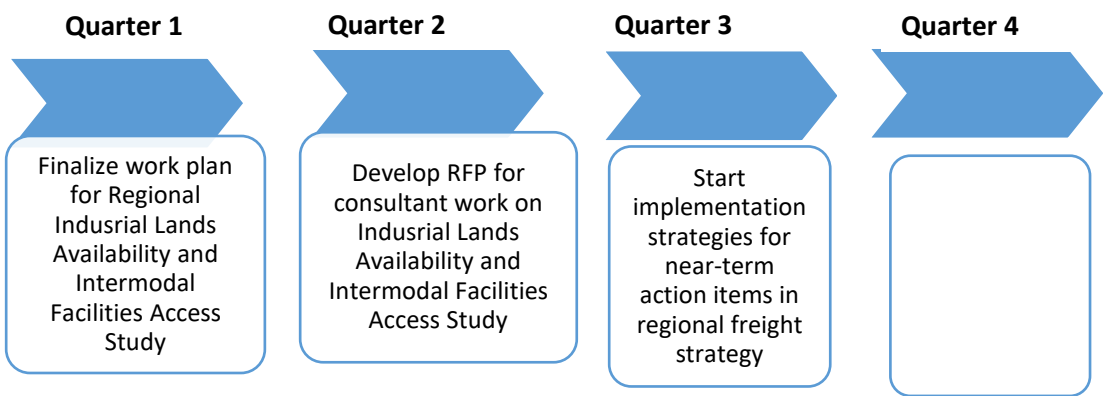 Quarter 1
Quarter 2
Quarter 3
Quarter 4
Finalize work plan
for Regional
Indusrial Lands
Availability and
Intermodal
Facilities Access
Study
Develop RFP for
consultant work on
Indusrial Lands
Availability and
Intermodal Facilities
Access Study
Start
implementation
strategies for
near-term
action items in
regional freight
strategy